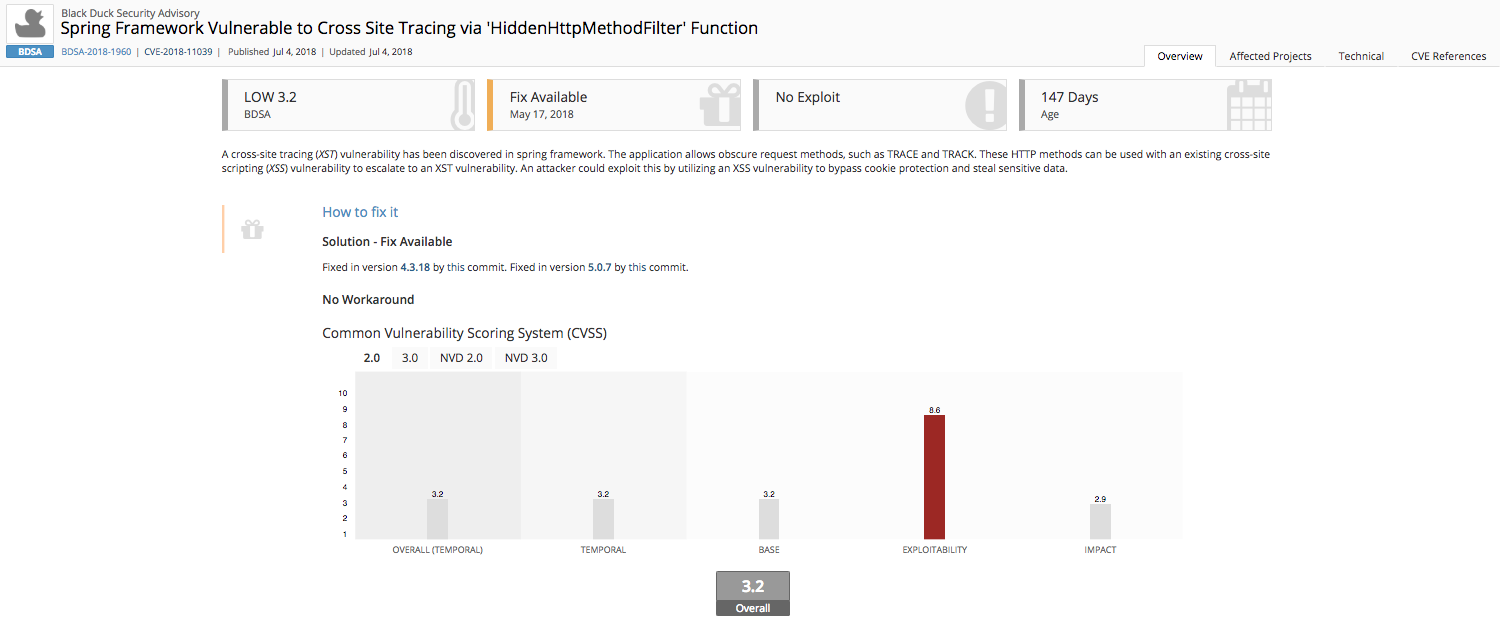 Black Duck Security Advisory
Spring Framework Vulnerable to Cross Site Tracing via 'HiddenHttpMethodFilter' Function
BDSA
BDSA-2018-1960 | CVE-2018-11039 | Published Jul 4, 2018 | Updated Jul 4, 2018
Overview Affected Projects Technical CVE References
LOW 3.2
BDSA
Fix Available
May 17, 2018
No Exploit
147 Days
Age
A cross-site tracing (XST) vulnerability has been discovered in spring framework. The application allows obscure request methods, such as TRACE and TRACK. These HTTP methods can be used with an existing cross-site
scripting (XSS) vulnerability to escalate to an XST vulnerability. An attacker could exploit this by utilizing an XSS vulnerability to bypass cookie protection and steal sensitive data.
How to fix it
Solution - Fix Available
Fixed in version 4.3.18 by this commit. Fixed in version 5.0.7 by this commit.
No Workaround
Common Vulnerability Scoring System (CVSS)
2.0 3.0 NVD 2.0 NVD 3.0
10
9
8
7
6
5
4
3
2
1
3.2
3.2
3.2
8.6
2.9
OVERALL (TEMPORAL) TEMPORAL BASE EXPLOITABILITY IMPACT
3.2
Overall